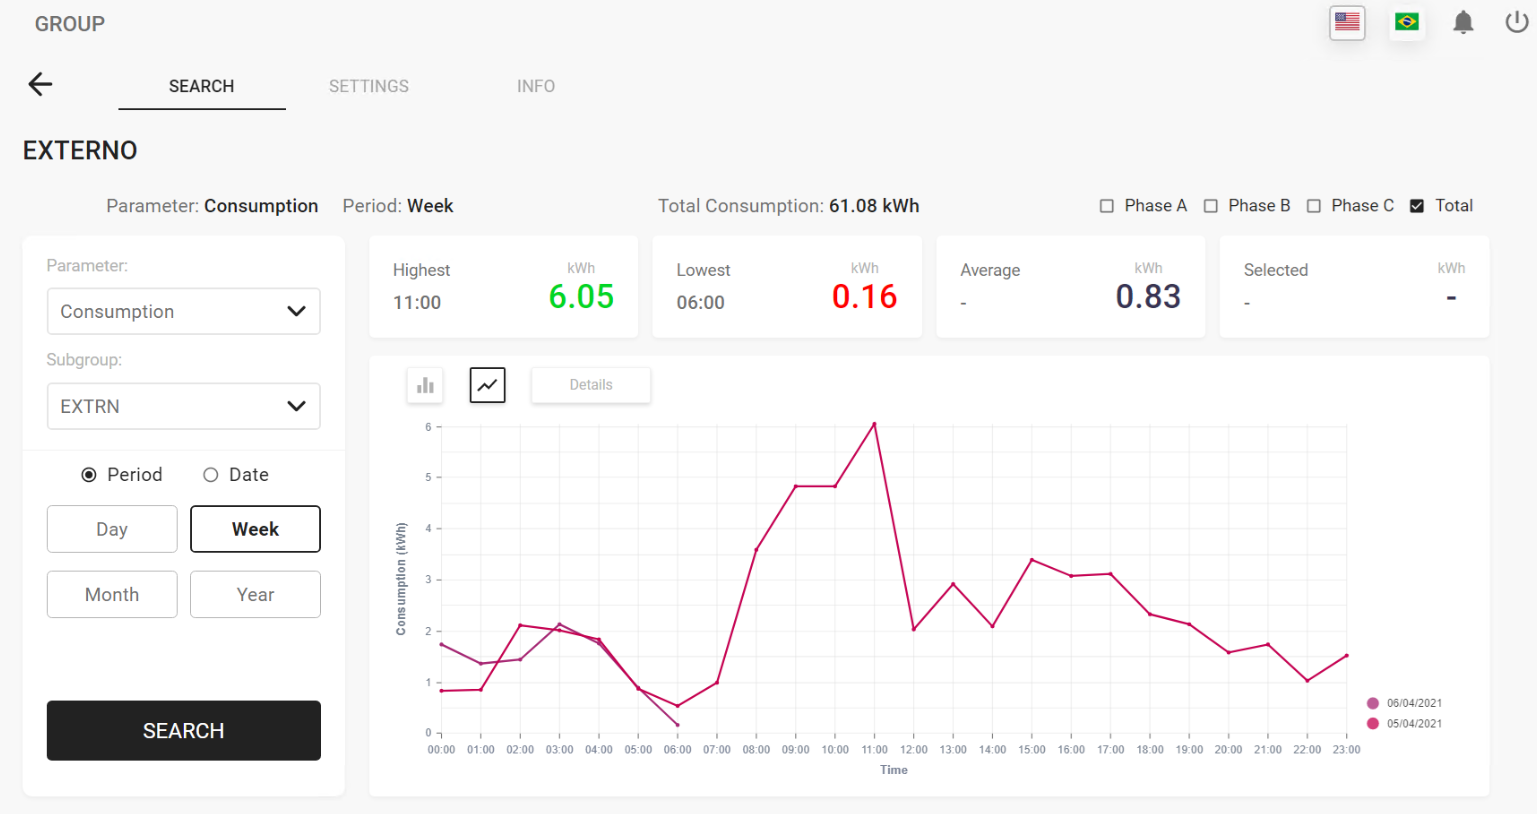 GROUP
SEARCH SETTINGS INFO
EXTERNO
Parameter: Consumption Period: Week Total Consumption: 61.08 kWh Phase A Phase B Phase C Total
Parameter:
Consumption
Subgroup:
EXTRN
Period Date
Day Week
Month Year
SEARCH
Highest kWh
11:00 6.05
Lowest kWh
06:00 0.16
Average kWh
- 0.83
Selected kWh
- -
Details
Consumption (kWh)
6
5
4
3
2
1
0
00:00 01:00 02:00 03:00 04:00 05:00 06:00 07:00 08:00 09:00 10:00 11:00 12:00 13:00 14:00 15:00 16:00 17:00 18:00 19:00 20:00 21:00 22:00 23:00
Time
06/04/2021
05/04/2021